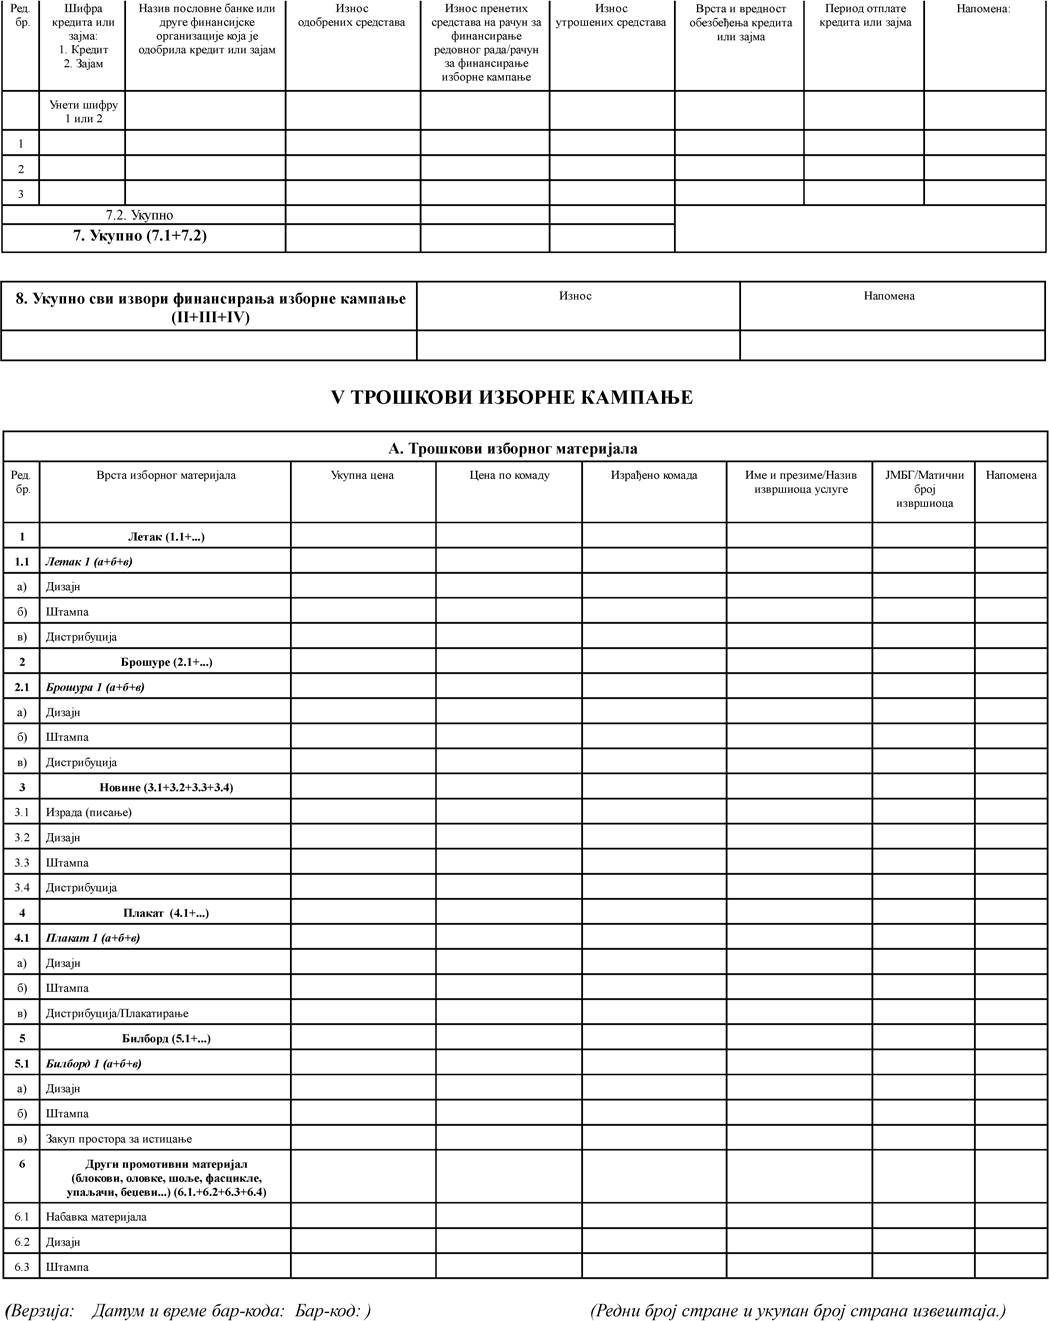 Ред. бр.
Шифра кредита или зајма: 1. Кредит 2. Зајам
Назив пословне банке или друге финансијске организације која је одобрила кредит или зајам
Износ одобрених средстава
Износ пренетих средстава на рачун за финансирање редовног рада/рачун за финансирање изборне кампање
Износ утрошених средстава
Врста и вредност обезбеђења кредита или зајма
Период отплате кредита или зајма
Напомена:
Унети шифру 1 или 2
1
2
3
7.2. Укупно
7. Укупно (7.1+7.2)
8. Укупно сви извори финансирања изборне кампање (II+III+IV)
Износ
Напомена
V ТРОШКОВИ ИЗБОРНЕ КАМПАЊЕ
А. Трошкови изборног материјала
Ред. бр.
Врста изборног материјала
Укупна цена
Цена по комаду
Израђено комада
Име и презиме/Назив извршиоца услуге
ЈМБГ/Матични број извршиоца
Напомена
1 Летак (1.1+...)
1.1 Летак 1 (а+б+в)
а) Дизајн
б) Штампа
в) Дистрибуција
2 Брошуре (2.1+...)
2.1 Брошура 1 (а+б+в)
а) Дизајн
б) Штампа
в) Дистрибуција
3 Новине (3.1+3.2+3.3+3.4)
3.1 Израда (писање)
3.2 Дизајн
3.3 Штампа
3.4 Дистрибуција
4 Плакат (4.1+...)
4.1 Плакат 1 (а+б+в)
а) Дизајн
б) Штампа
в) Дистрибуција/Плакатирање
5 Билборд (5.1+...)
5.1 Билборд 1 (а+б+в)
а) Дизајн
б) Штампа
в) Закуп простора за истицање
6 Други промотивни материјал
(блокови, оловке, шоље, фасцикле,
упаљачи, беџеви...) (6.1.+6.2+6.3+6.4)
6.1 Набавка материјала
6.2 Дизајн
6.3 Штампа
(Верзија: Датум и време бар-кода: Бар-код: )
(Редни број стране и укупан број страна извештаја.)